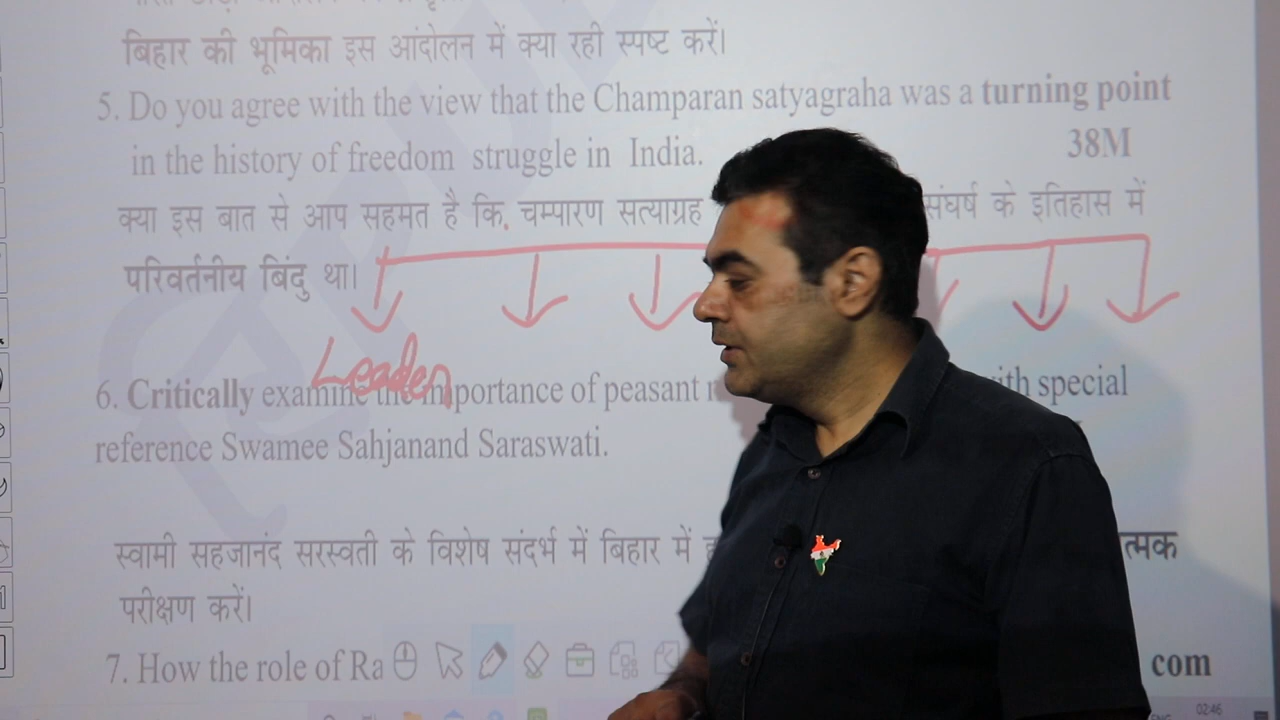 बिहार की भूमिका इस आंदोलन में क्या रही स्पष्ट करें।
5. Do you agree with the view that the Champaran satyagraha was a turning point
in the history of freedom struggle in India. 38M
क्या इस बात से आप सहमत है कि चम्पारण सत्याग्रह संघर्ष के इतिहास में
परिवर्तनीय बिंदु था।
Leader
6. Critically examine the importance of peasant with special
reference Swamee Sahjanand Saraswati.
स्वामी सहजानंद सरस्वती के विशेष संदर्भ में बिहार में त्मक
परीक्षण करें।
7. How the role of Ra com
02:46